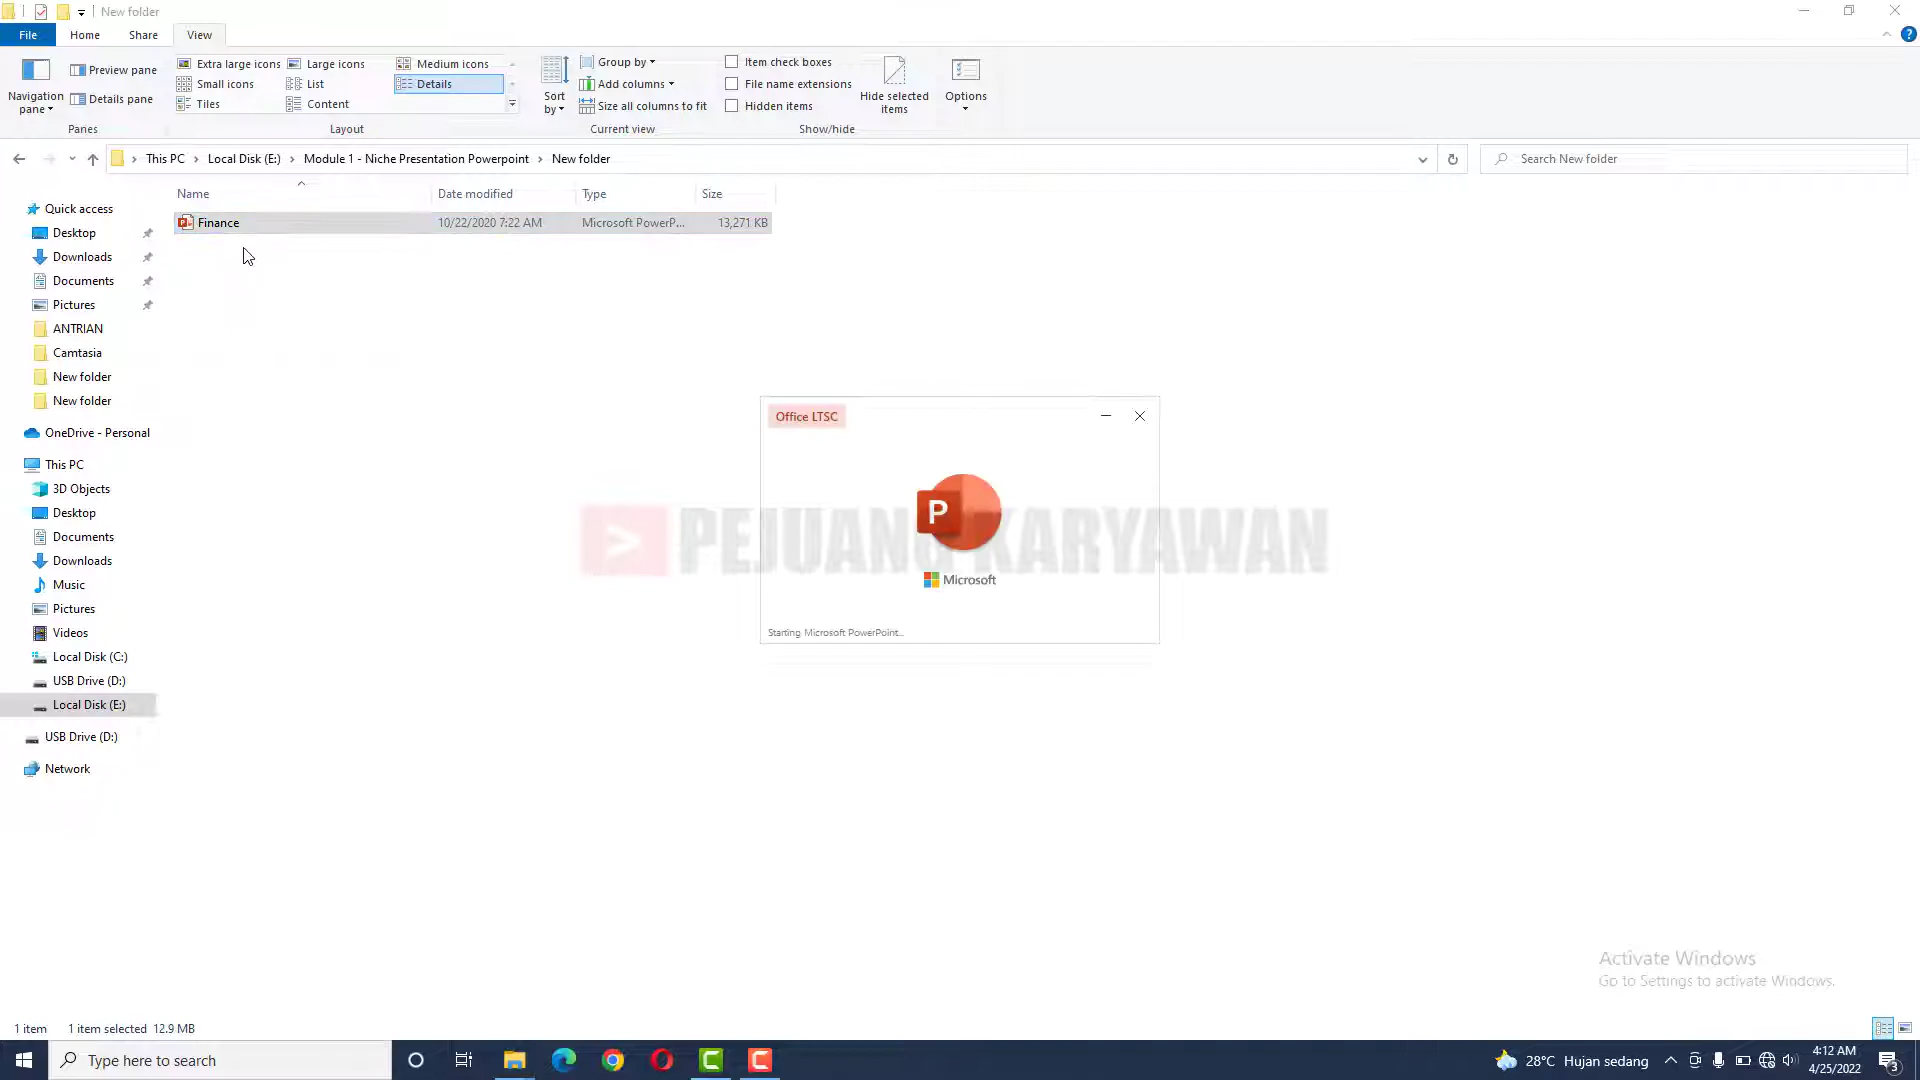 New folder
File Home Share View
Navigation pane
Preview pane
Details pane
Panes
Extra large icons Large icons Medium icons
Small icons List Details
Tiles Content
Layout
Sort by
Group by
Add columns
Size all columns to fit
Current view
Item check boxes
File name extensions
Hidden items
Hide selected items
Show/hide
Options
This PC > Local Disk (E:) > Module 1 - Niche Presentation Powerpoint > New folder
Search New folder
Name Date modified Type Size
Finance 10/22/2020 7:22 AM Microsoft PowerP... 13,271 KB
Quick access
Desktop
Downloads
Documents
Pictures
ANTRIAN
Camtasia
New folder
New folder
OneDrive - Personal
This PC
3D Objects
Desktop
Documents
Downloads
Music
Pictures
Videos
Local Disk (C:)
USB Drive (D:)
Local Disk (E:)
USB Drive (D:)
Network
Office LTSC
P
Microsoft
Starting Microsoft PowerPoint...
PEJUANG KARYAWAN
Activate Windows
Go to Settings to activate Windows.
1 item 1 item selected 12.9 MB
Type here to search
28°C Hujan sedang
4:12 AM
4/25/2022
3